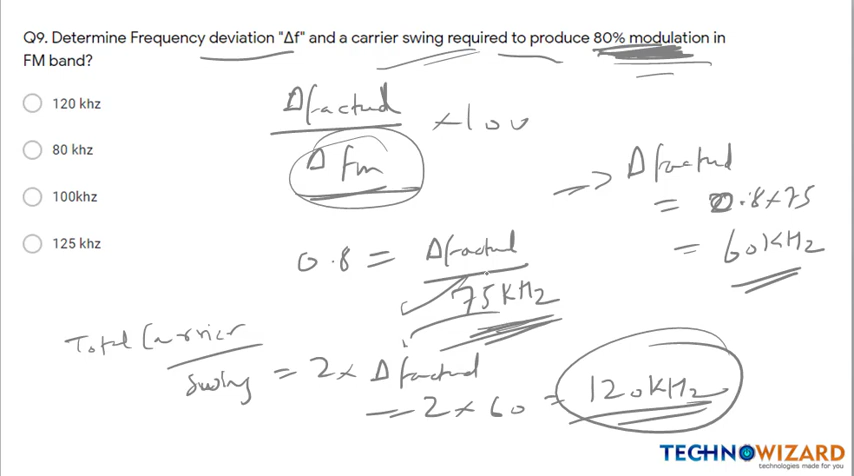 Q9. Determine Frequency deviation "Δf" and a carrier swing required to produce 80% modulation in
FM band?
120 khz
80 khz
100khz
125 khz
Δfactual
ΔFm
×100
=> Δfactual
= 0.8×75
= 60KHz
0.8 = Δfactual
75KHz
Total Carrier
Swing = 2 × Δfactual
= 2 × 60 = 120KHz
TECHNOWIZARD
technologies made for you